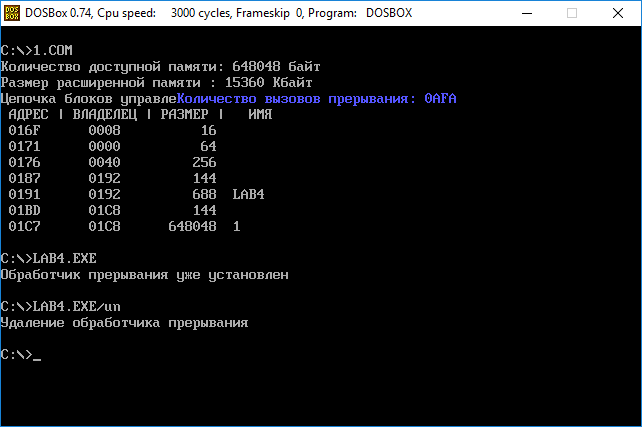 DOSBox 0.74, Cpu speed: 3000 cycles, Frameskip 0, Program: DOSBOX
C:\>1.COM
Количество доступной памяти: 648048 байт
Размер расширенной памяти : 15360 Кбайт
Цепочка блоков управлеКоличество вызовов прерывания: 0AFA
АДРЕС | ВЛАДЕЛЕЦ | РАЗМЕР | ИМЯ
016F 0008 16
0171 0000 64
0176 0040 256
0187 0192 144
0191 0192 688 LAB4
01BD 01C8 144
01C7 01C8 648048 1
C:\>LAB4.EXE
Обработчик прерывания уже установлен
C:\>LAB4.EXE/un
Удаление обработчика прерывания
C:\>_